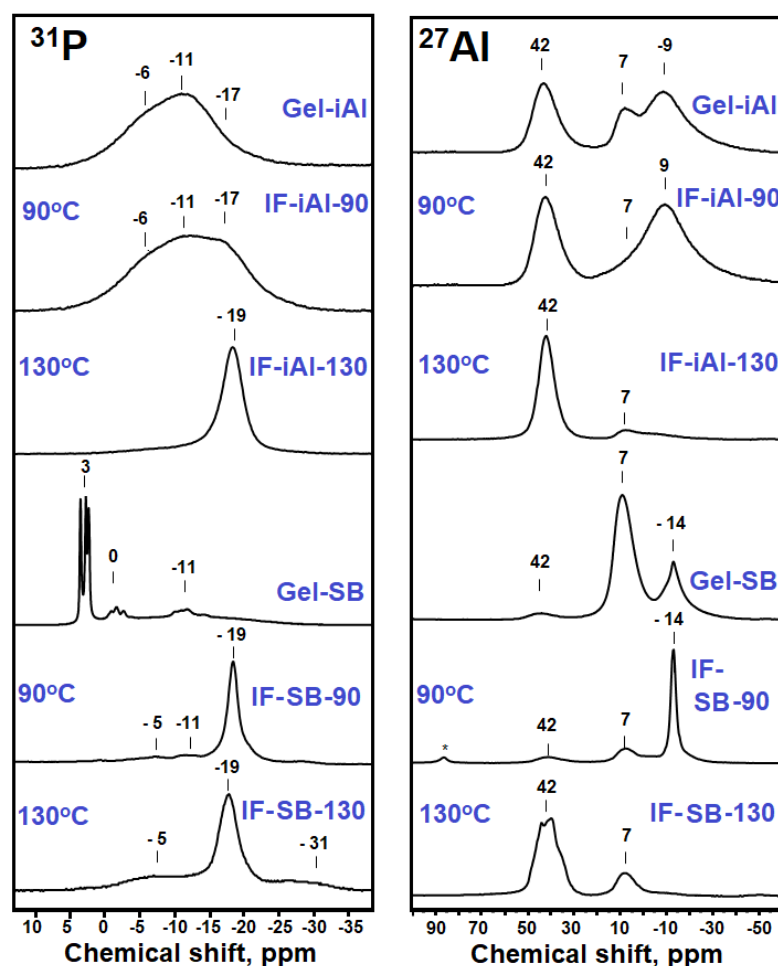 31P
-6 -11 -17
Gel-iAl
-6 -11 -17
90°C IF-iAl-90
- 19
130°C IF-iAl-130
3
0
-11
Gel-SB
-19
90°C IF-SB-90
- 5 -11
-19
130°C IF-SB-130
- 5 - 31
10 5 0 -5 -10 -15 -20 -25 -30 -35
Chemical shift, ppm
27Al
42 7 -9
Gel-iAl
42 7 9
90°C IF-iAl-90
42
130°C IF-iAl-130
7
7
42 - 14
Gel-SB
- 14
90°C IF-
SB-90
* 42 7
42
130°C IF-SB-130
7
90 70 50 30 10 -10 -30 -50
Chemical shift, ppm